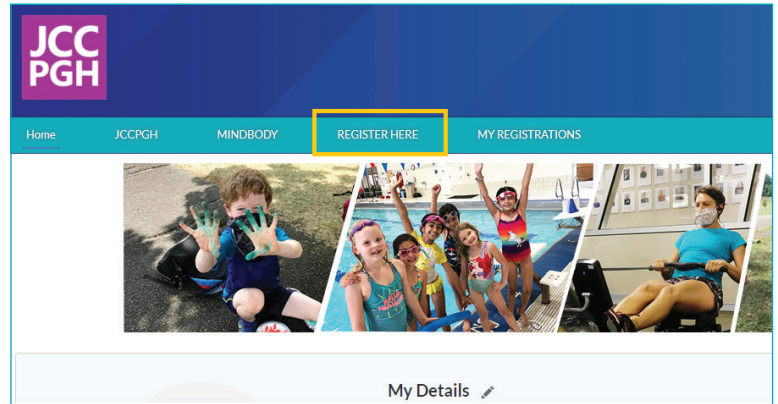 JCC
PGH
Home JCCPGH MINDBODY REGISTER HERE MY REGISTRATIONS
My Details